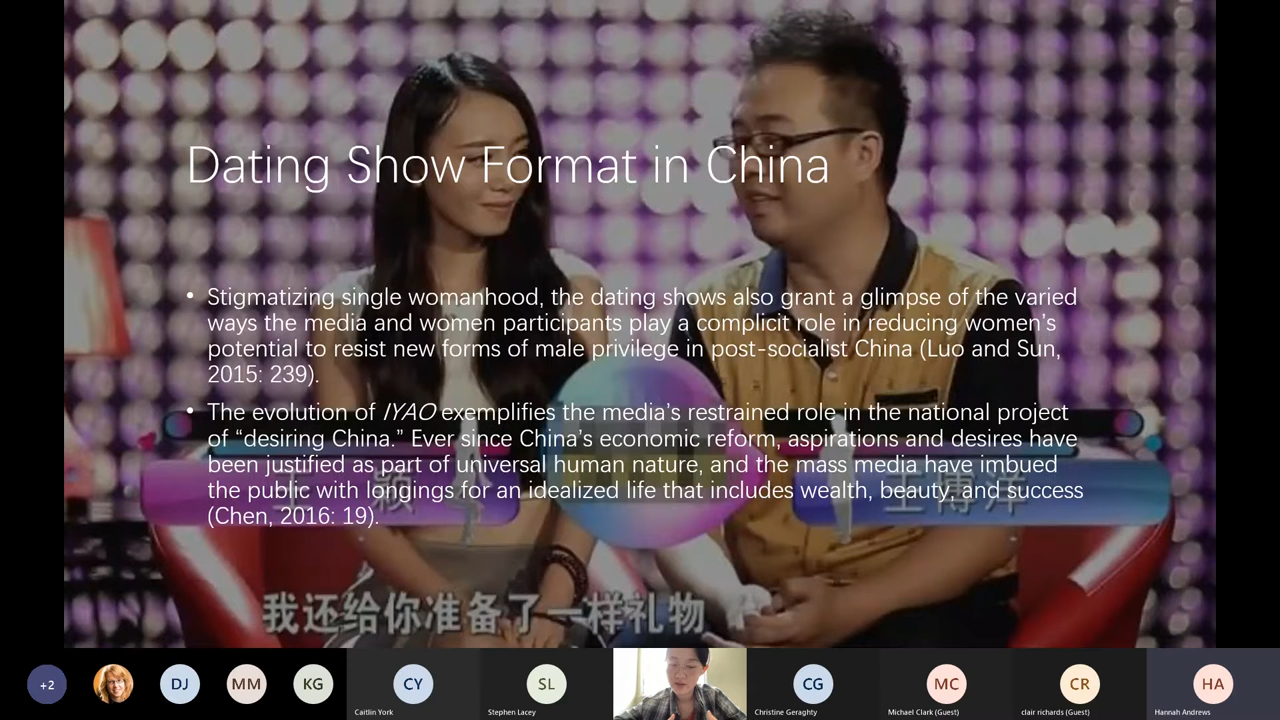 Dating Show Format in China
• Stigmatizing single womanhood, the dating shows also grant a glimpse of the varied
ways the media and women participants play a complicit role in reducing women’s
potential to resist new forms of male privilege in post-socialist China (Luo and Sun,
2015: 239).
• The evolution of IYAO exemplifies the media’s restrained role in the national project
of “desiring China.” Ever since China’s economic reform, aspirations and desires have
been justified as part of universal human nature, and the mass media have imbued
the public with longings for an idealized life that includes wealth, beauty, and success
(Chen, 2016: 19).
王博洋
我还给你准备了一样礼物
+2
DJ
MM
KG
CY
SL
CG
MC
CR
HA
Caitlin York
Stephen Lacey
Christine Geraghty
Michael Clark (Guest)
clair richards (Guest)
Hannah Andrews